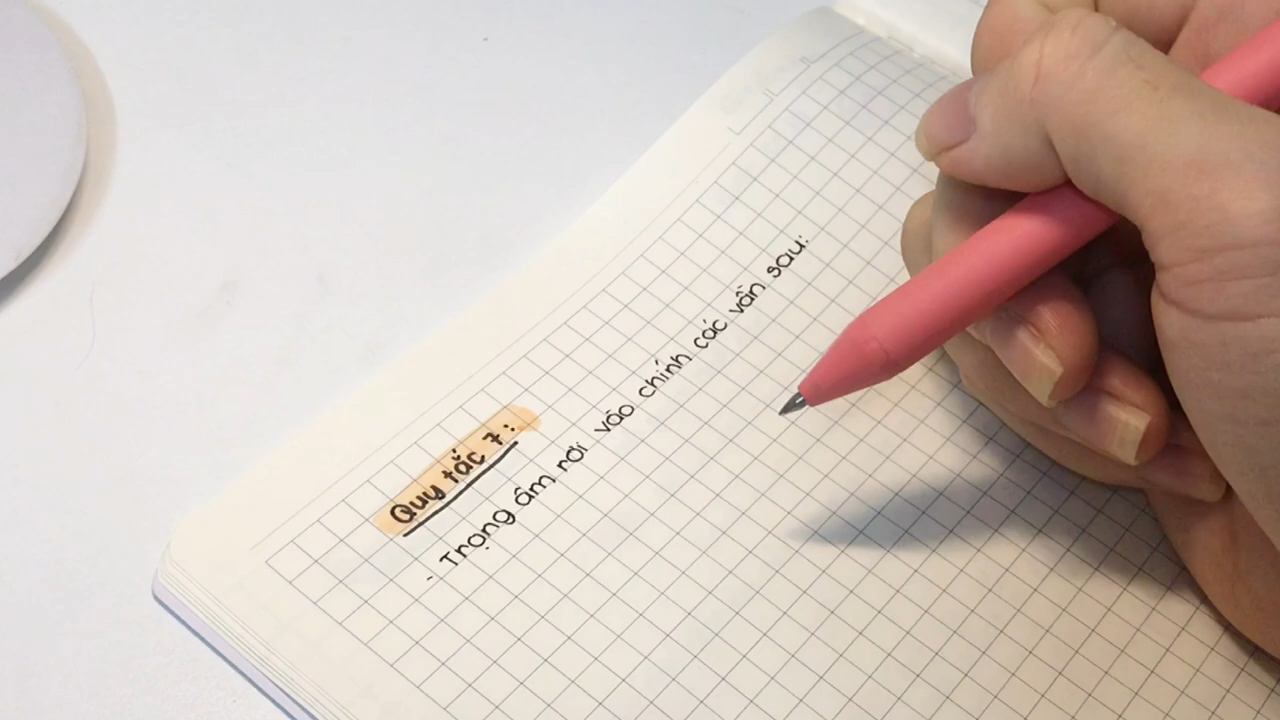 Quy tắc 7:
- Trọng âm rơi vào chính các vần sau: